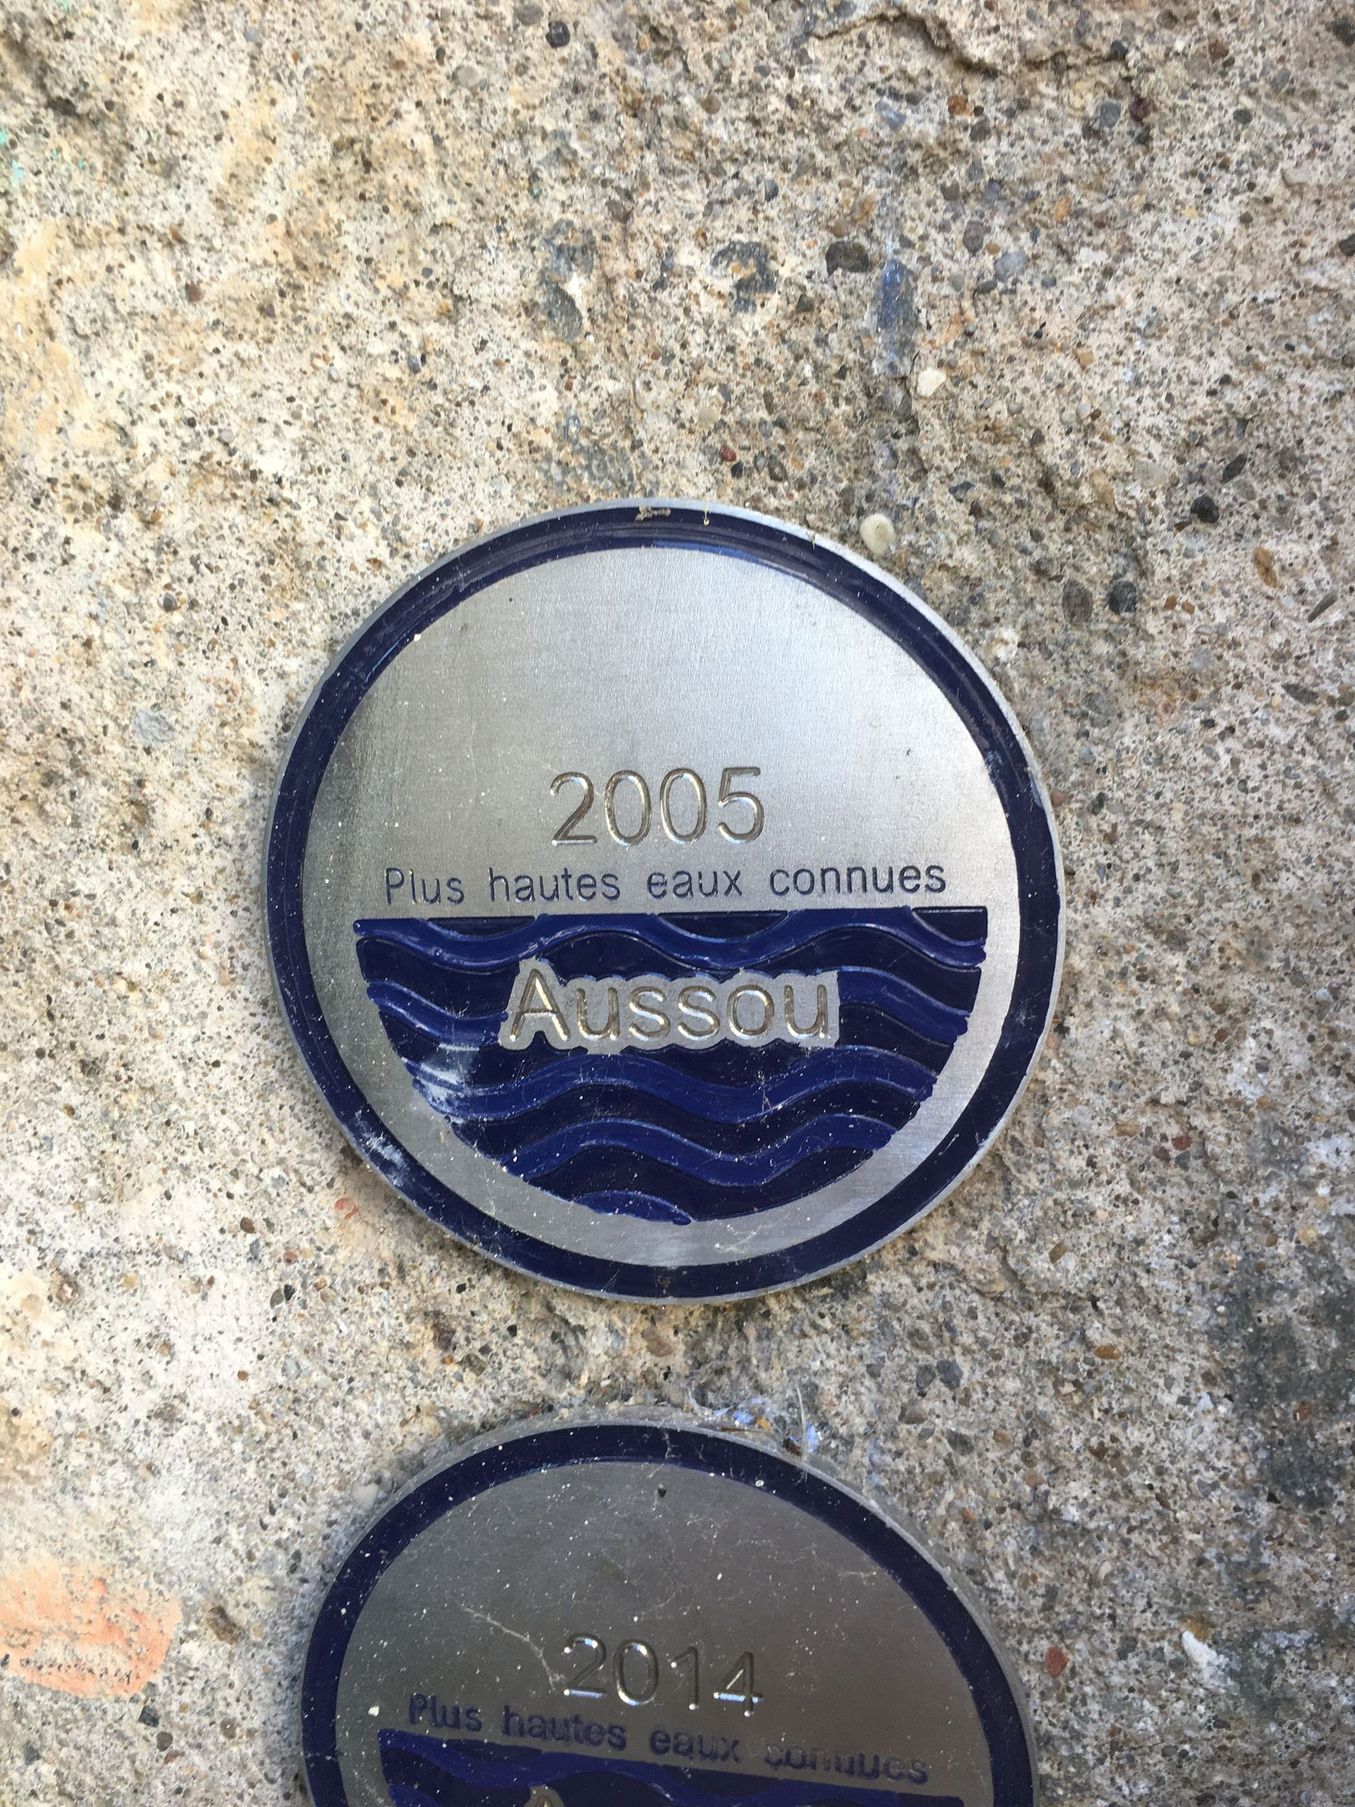 2005
Plus hautes eaux connues
Aussou
2014
Plus hautes eaux connues